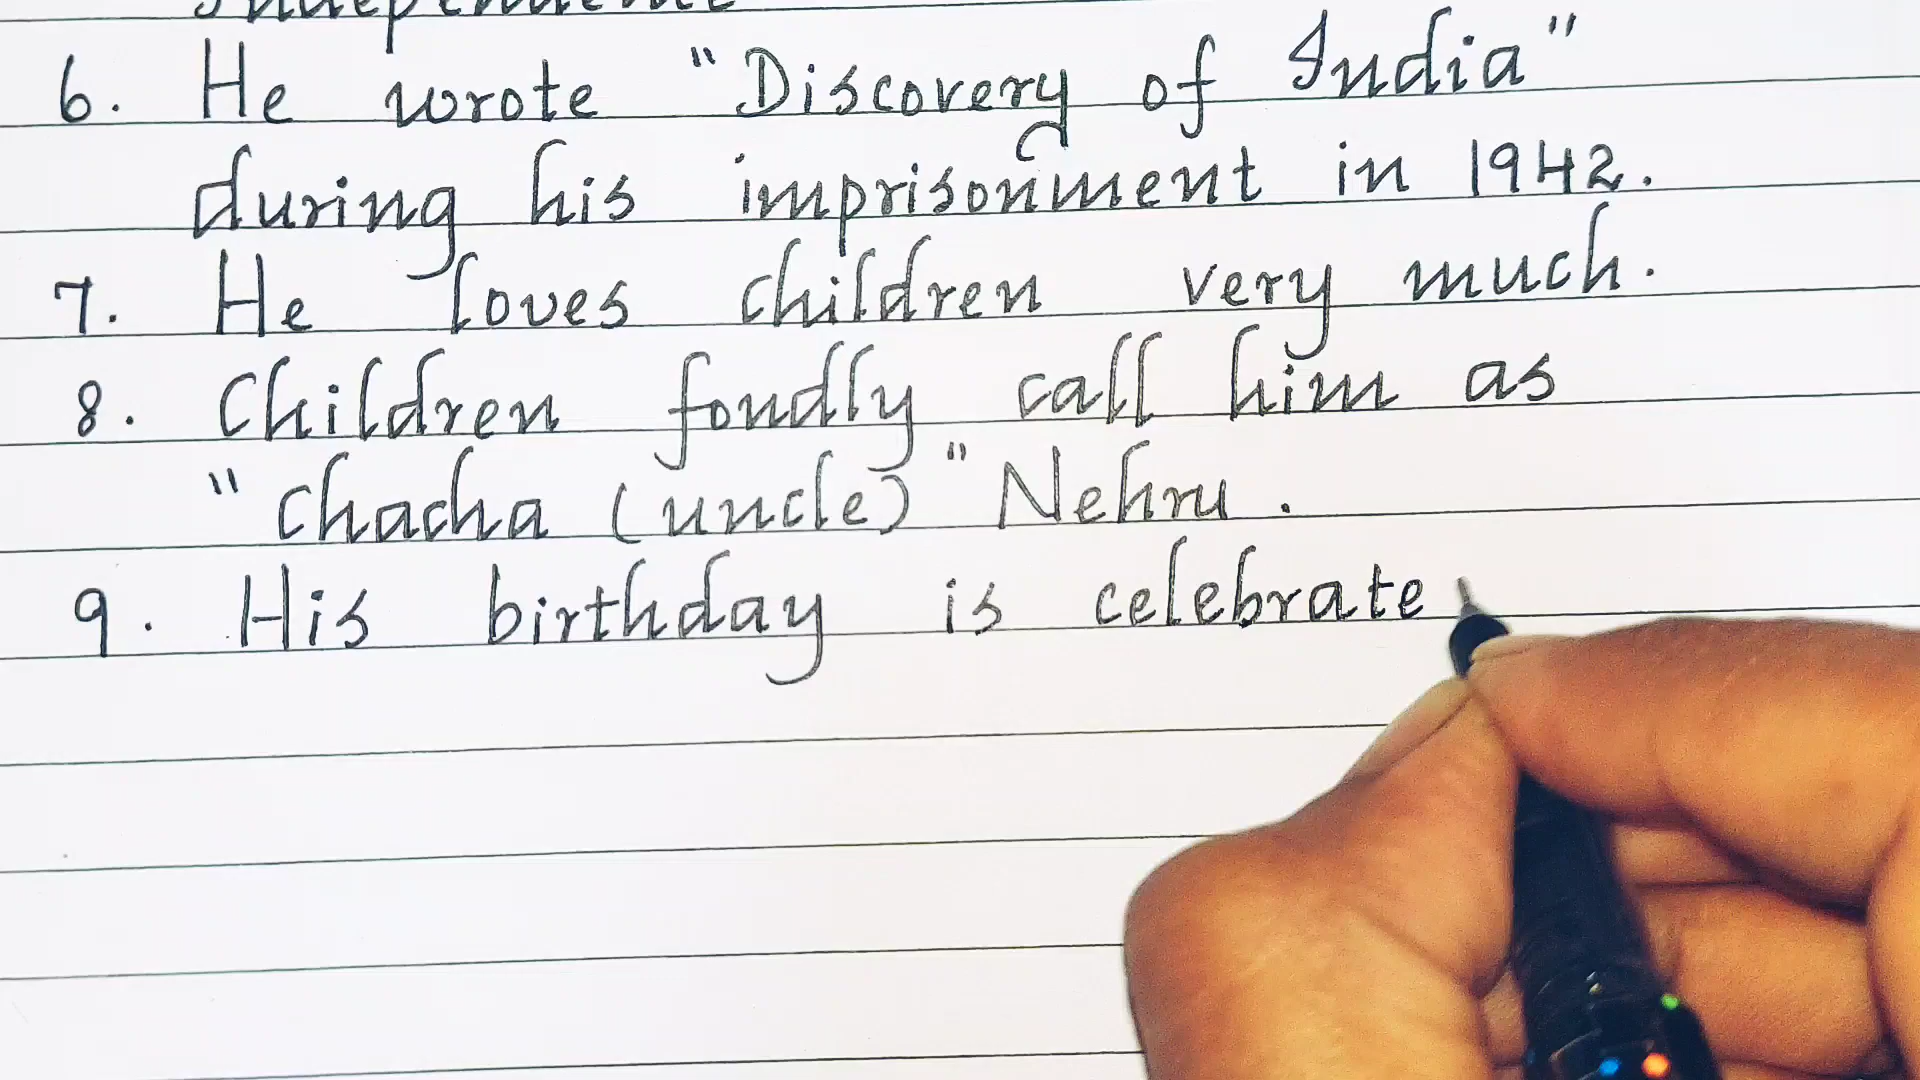 Independence
6. He wrote "Discovery of India"
during his imprisonment in 1942.
7. He loves children very much.
8. Children fondly call him as
"chacha (uncle)" Nehru.
9. His birthday is celebrate